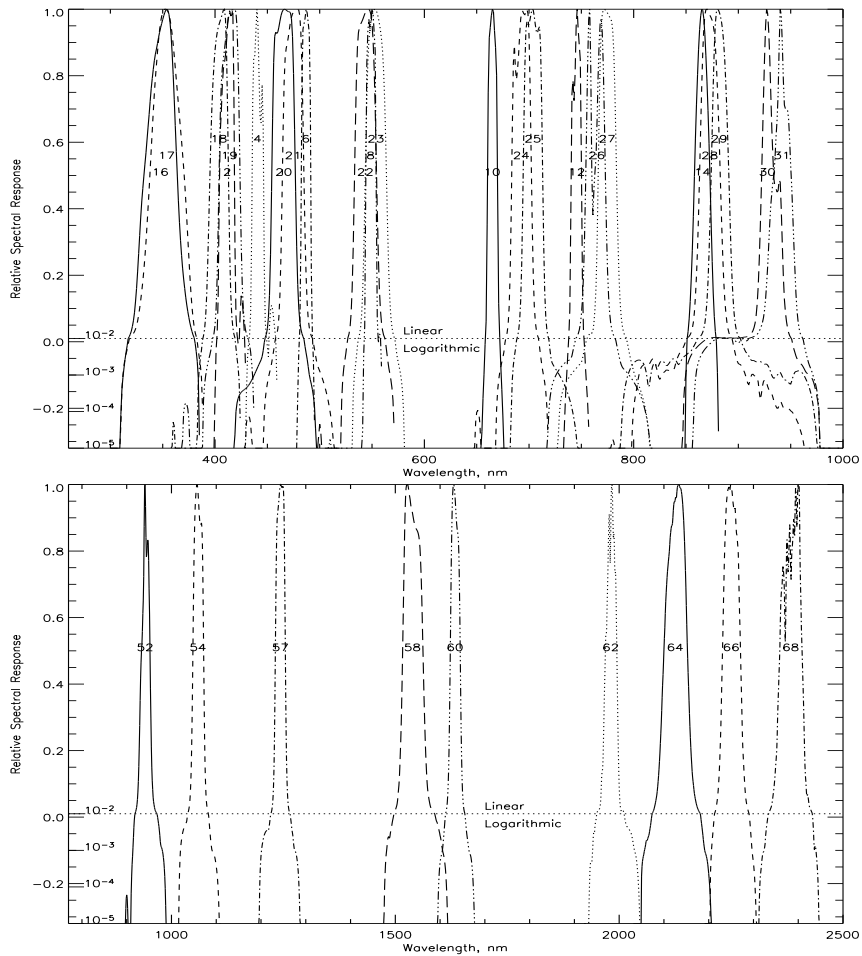 1.0
0.8
0.6
0.4
0.2
0.0
−0.2
10−2
10−3
10−4
10−5
Relative Spectral Response
18 4 6 23 25 27 29
17 19 21 8 24 26 28 31
16 2 20 22 10 12 14 30
Linear
Logarithmic
400 600 800 1000
Wavelength, nm
1.0
0.8
0.6
0.4
0.2
0.0
−0.2
10−2
10−3
10−4
10−5
Relative Spectral Response
52 54 57 58 60 62 64 66 68
Linear
Logarithmic
1000 1500 2000 2500
Wavelength, nm